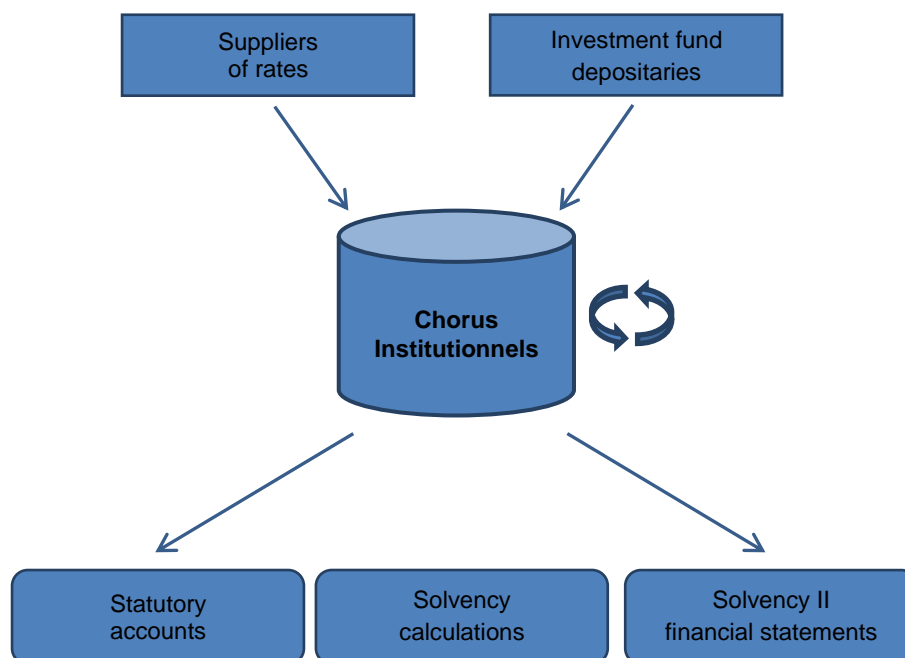 Suppliers
of rates
Investment fund
depositaries
Chorus
Institutionnels
Statutory
accounts
Solvency
calculations
Solvency II
financial statements